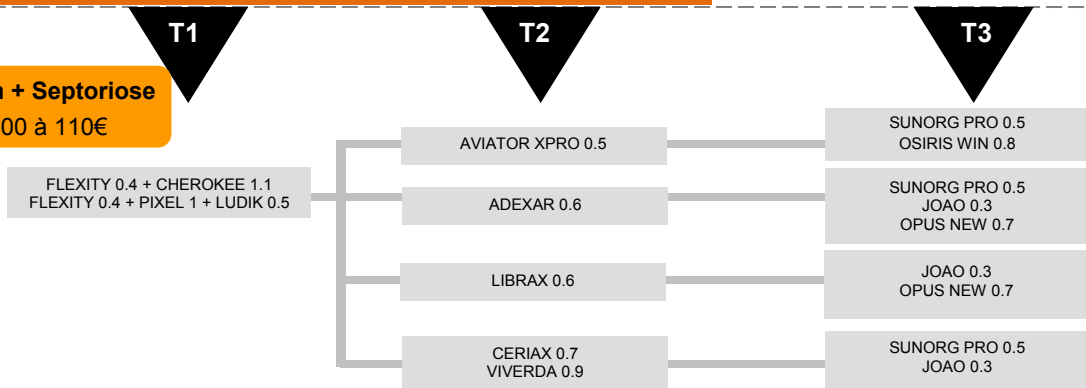 T1
T2
T3
+ Septoriose
00 à 110€
FLEXITY 0.4 + CHEROKEE 1.1
FLEXITY 0.4 + PIXEL 1 + LUDIK 0.5
AVIATOR XPRO 0.5
SUNORG PRO 0.5
OSIRIS WIN 0.8
ADEXAR 0.6
SUNORG PRO 0.5
JOAO 0.3
OPUS NEW 0.7
LIBRAX 0.6
JOAO 0.3
OPUS NEW 0.7
CERIAX 0.7
VIVERDA 0.9
SUNORG PRO 0.5
JOAO 0.3